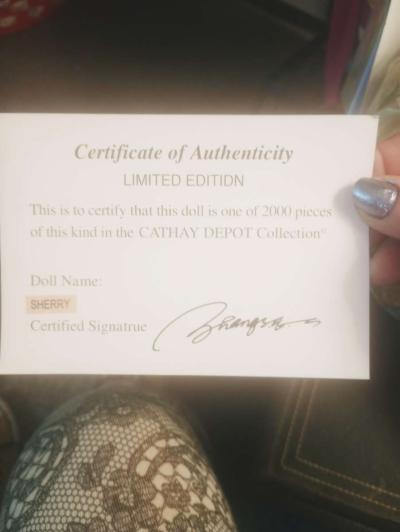 Certificate of Authenticity
LIMITED EDITION
This is to certify that this doll is one of 2000 pieces
of this kind in the CATHAY DEPOT Collection©
Doll Name:
SHERRY
Certified Signatrue